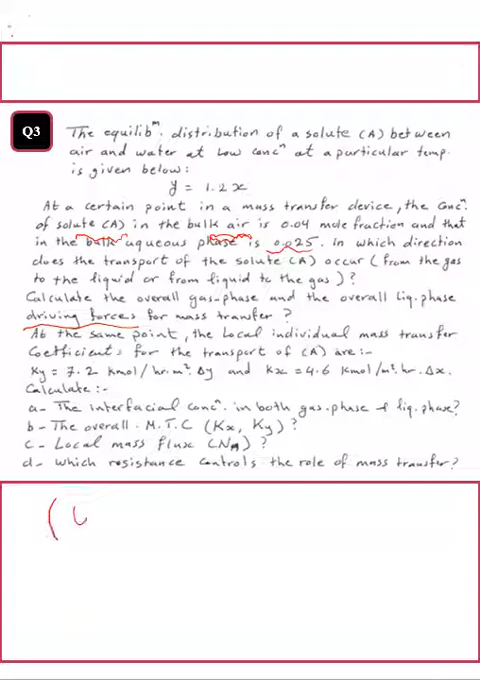 Q3
The equilib^m. distribution of a solute (A) between
air and water at Low conc^n at a particular temp.
is given below:
y = 1.2x
At a certain point in a mass transfer device, the conc^n
of solute (A) in the bulk air is 0.04 mole fraction and that
in the bulk aqueous phase is 0.025. In which direction
does the transport of the solute (A) occur (from the gas
to the liquid or from liquid to the gas)?
Calculate the overall gas-phase and the overall liq. phase
driving forces for mass transfer?
At the same point, the Local individual mass transfer
Coefficients for the transport of (A) are:-
Ky = 7.2 kmol/hr.m².Δy and Kx = 4.6 kmol/m².hr.Δx.
Calculate:-
a- The interfacial conc^n. in both gas-phase & liq. phase?
b- The overall. M.T.C (Kx, Ky)?
c- Local mass flux (N_A)?
d- which resistance controls the role of mass transfer?